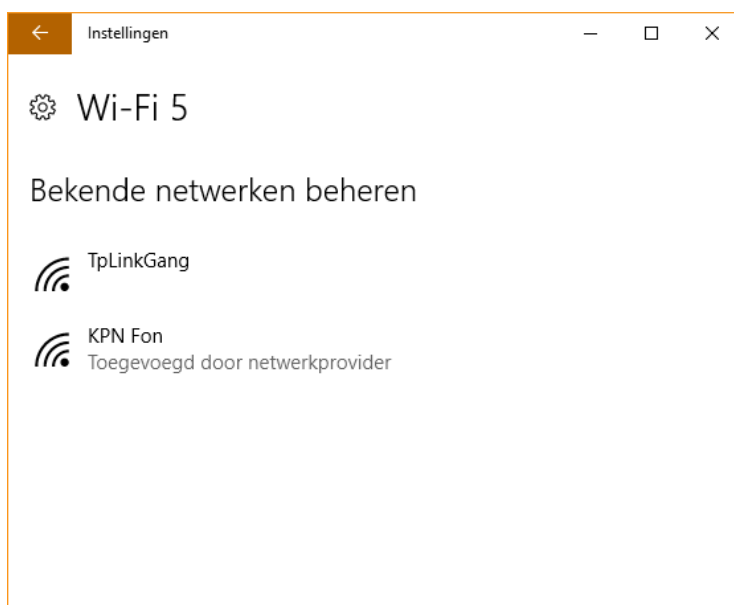 Instellingen
Wi-Fi 5
Bekende netwerken beheren
TpLinkGang
KPN Fon
Toegevoegd door netwerkprovider